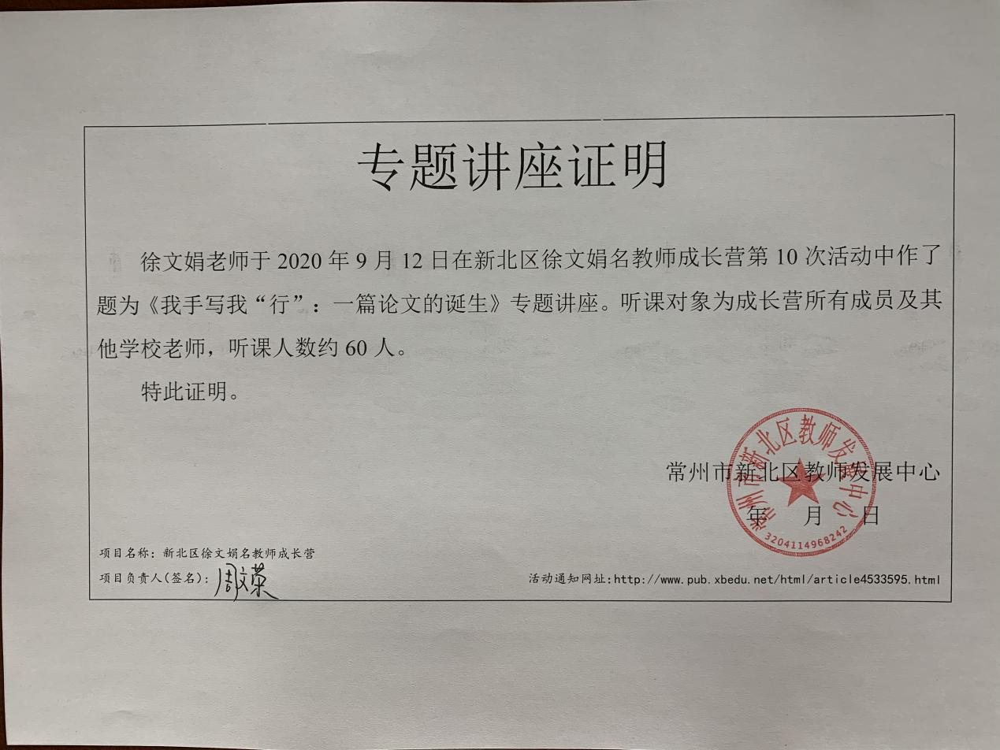 专题讲座证明
徐文娟老师于 2020 年 9 月 12 日在新北区徐文娟名教师成长营第 10 次活动中作了
题为《我手写我“行”：一篇论文的诞生》专题讲座。听课对象为成长营所有成员及其
他学校老师，听课人数约 60 人。
特此证明。
常州市新北区教师发展中心
年 月 日
常州市新北区教师发展中心
3204114968242
项目名称：新北区徐文娟名教师成长营
项目负责人(签名)：周文荣
活动通知网址:http://www.pub.xbedu.net/html/article4533595.html